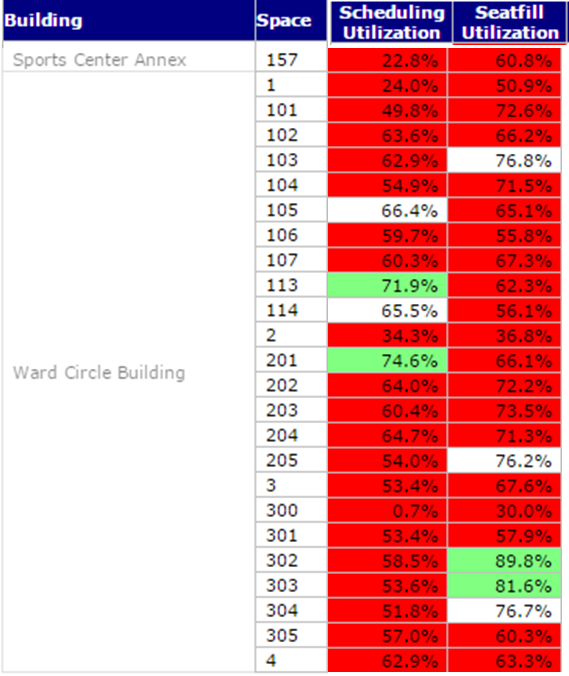 Building Space Scheduling Utilization Seatfill Utilization
Sports Center Annex 157 22.8% 60.8%
1 24.0% 50.9%
101 49.8% 72.6%
102 63.6% 66.2%
103 62.9% 76.8%
104 54.9% 71.5%
105 66.4% 65.1%
106 59.7% 55.8%
107 60.3% 67.3%
113 71.9% 62.3%
114 65.5% 56.1%
2 34.3% 36.8%
201 74.6% 66.1%
Ward Circle Building
202 64.0% 72.2%
203 60.4% 73.5%
204 64.7% 71.3%
205 54.0% 76.2%
3 53.4% 67.6%
300 0.7% 30.0%
301 53.4% 57.9%
302 58.5% 89.8%
303 53.6% 81.6%
304 51.8% 76.7%
305 57.0% 60.3%
4 62.9% 63.3%